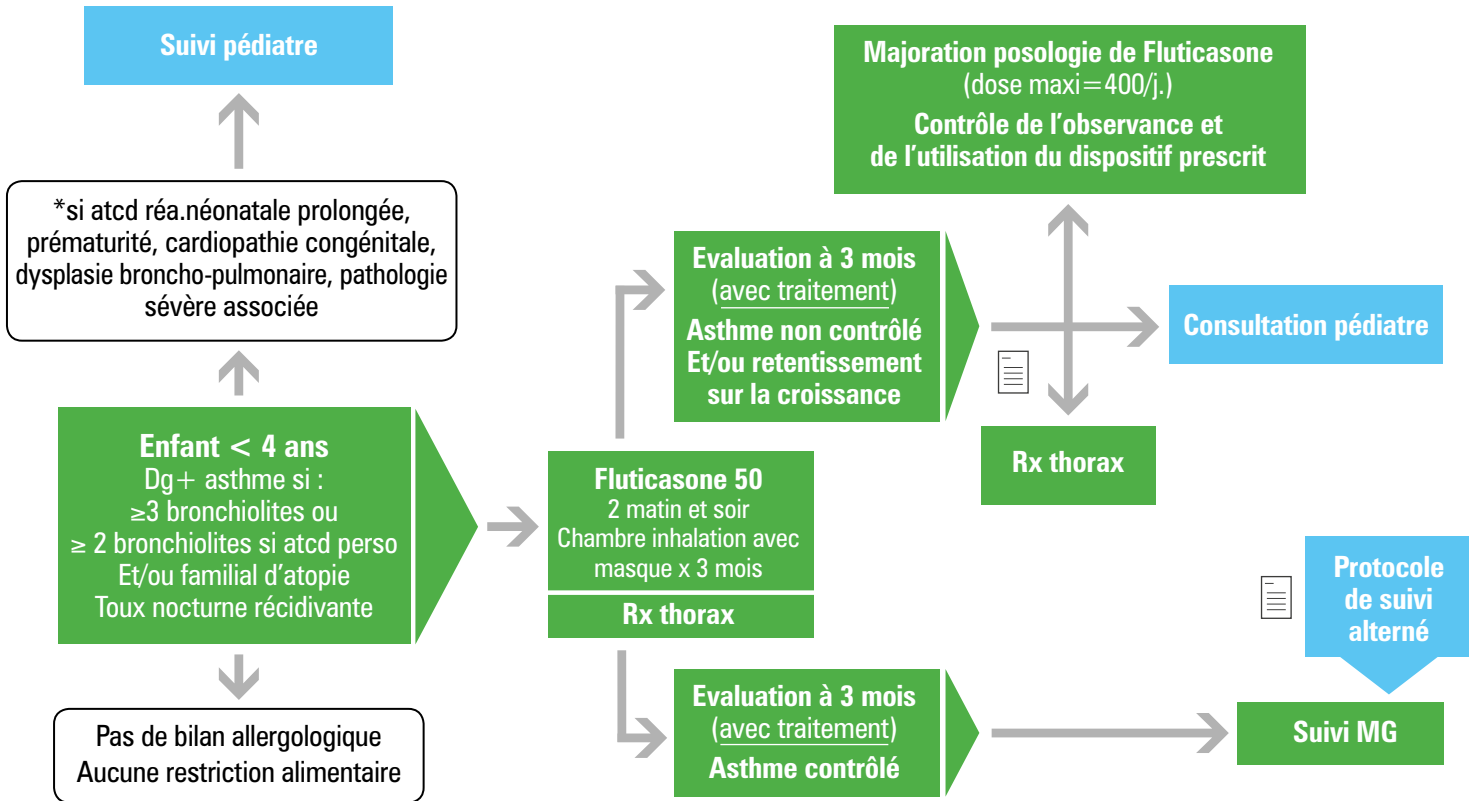 Suivi pédiatre
*si atcd réa.néonatale prolongée,
prématurité, cardiopathie congénitale,
dysplasie broncho-pulmonaire, pathologie
sévère associée
Enfant < 4 ans
Dg+ asthme si :
≥3 bronchiolites ou
≥ 2 bronchiolites si atcd perso
Et/ou familial d’atopie
Toux nocturne récidivante
Pas de bilan allergologique
Aucune restriction alimentaire
Fluticasone 50
2 matin et soir
Chambre inhalation avec
masque x 3 mois
Rx thorax
Evaluation à 3 mois
(avec traitement)
Asthme non contrôlé
Et/ou retentissement
sur la croissance
Majoration posologie de Fluticasone
(dose maxi=400/j.)
Contrôle de l’observance et
de l’utilisation du dispositif prescrit
Consultation pédiatre
Rx thorax
Evaluation à 3 mois
(avec traitement)
Asthme contrôlé
Protocole
de suivi
alterné
Suivi MG